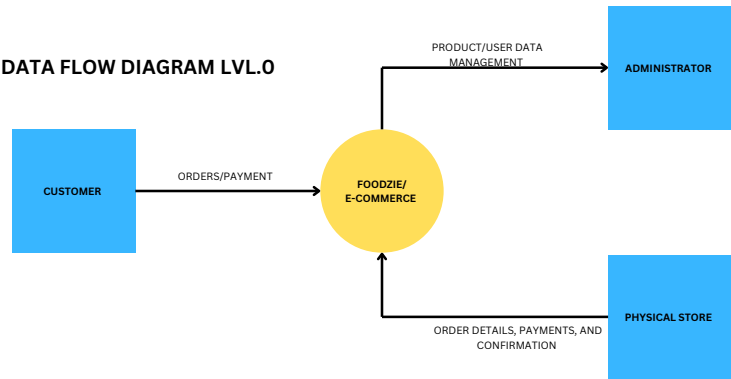 DATA FLOW DIAGRAM LVL.0
PRODUCT/USER DATA
MANAGEMENT
ADMINISTRATOR
CUSTOMER
ORDERS/PAYMENT
FOODZIE/
E-COMMERCE
PHYSICAL STORE
ORDER DETAILS, PAYMENTS, AND
CONFIRMATION